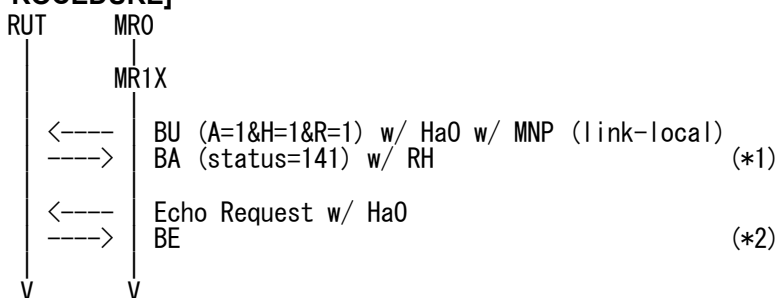 ROCEDURE]
RUT MR0
| |
| MR1X
| |
| <---- | BU (A=1&H=1&R=1) w/ HaO w/ MNP (link-local)
| ----> | BA (status=141) w/ RH (*1)
| |
| <---- | Echo Request w/ HaO
| ----> | BE (*2)
| |
V V